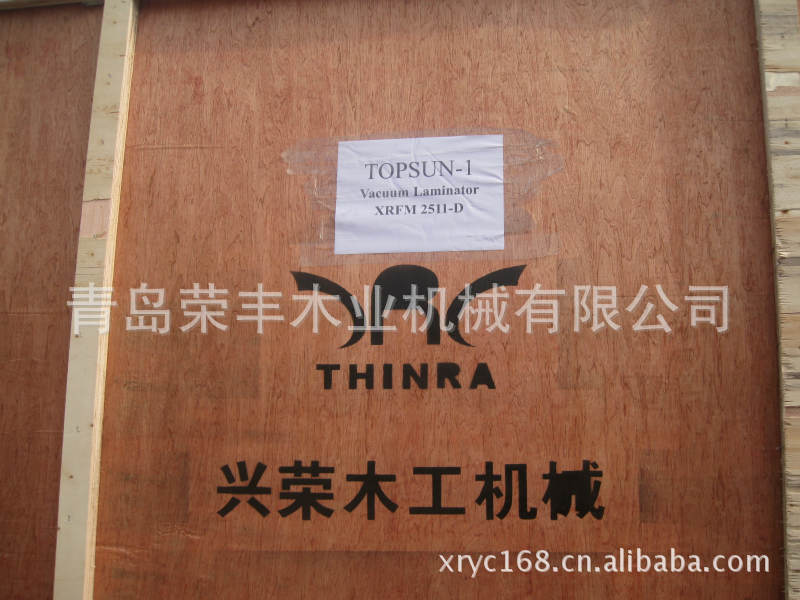 TOPSUN-1
Vacuum Laminator
XRFM 2511-D
青岛荣丰木业机械有限公司
THINRA
兴荣木工机械
xryc168.cn.alibaba.com